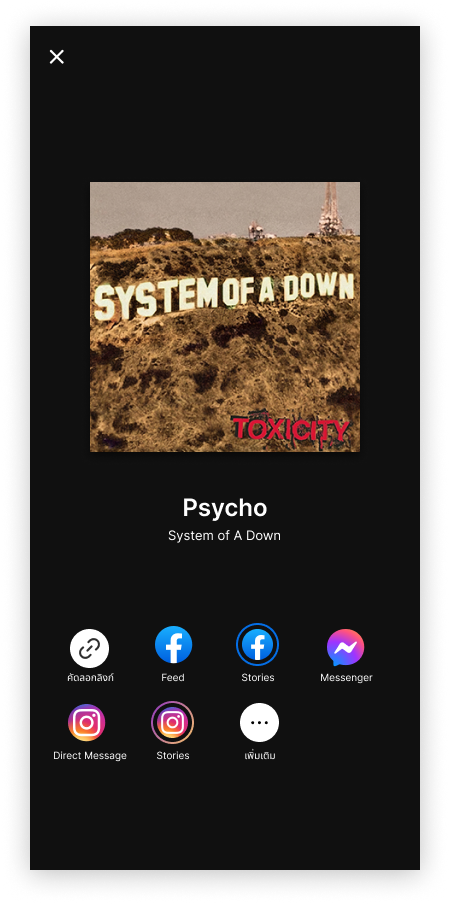 SYSTEM OF A DOWN
TOXICITY
Psycho
System of A Down
คัดลอกลิงก์
Feed
Stories
Messenger
Direct Message
Stories
เพิ่มเติม